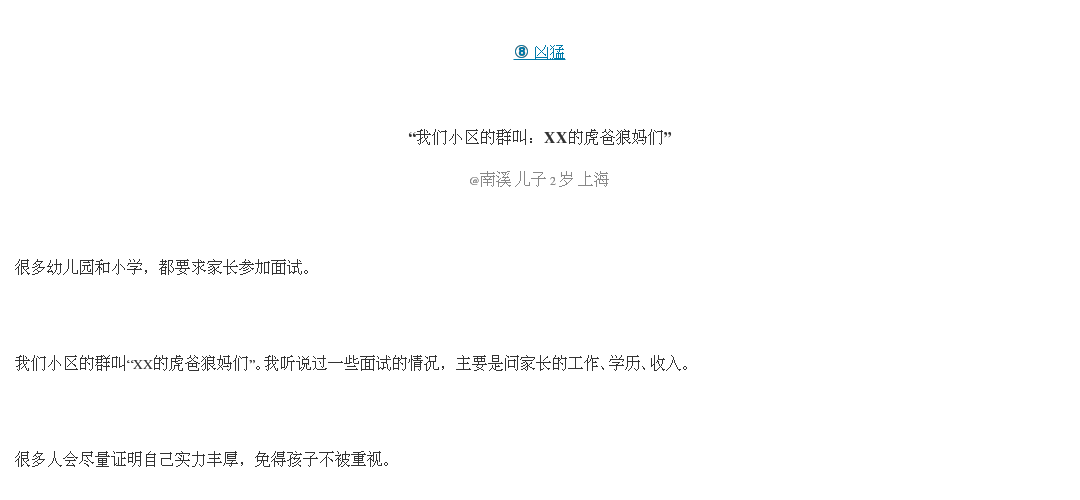 ⑧ 凶猛
“我们小区的群叫：XX的虎爸狼妈们”
@南溪 儿子 2 岁 上海
很多幼儿园和小学，都要求家长参加面试。
我们小区的群叫“XX的虎爸狼妈们”。我听说过一些面试的情况，主要是问家长的工作、学历、收入。
很多人会尽量证明自己实力丰厚，免得孩子不被重视。